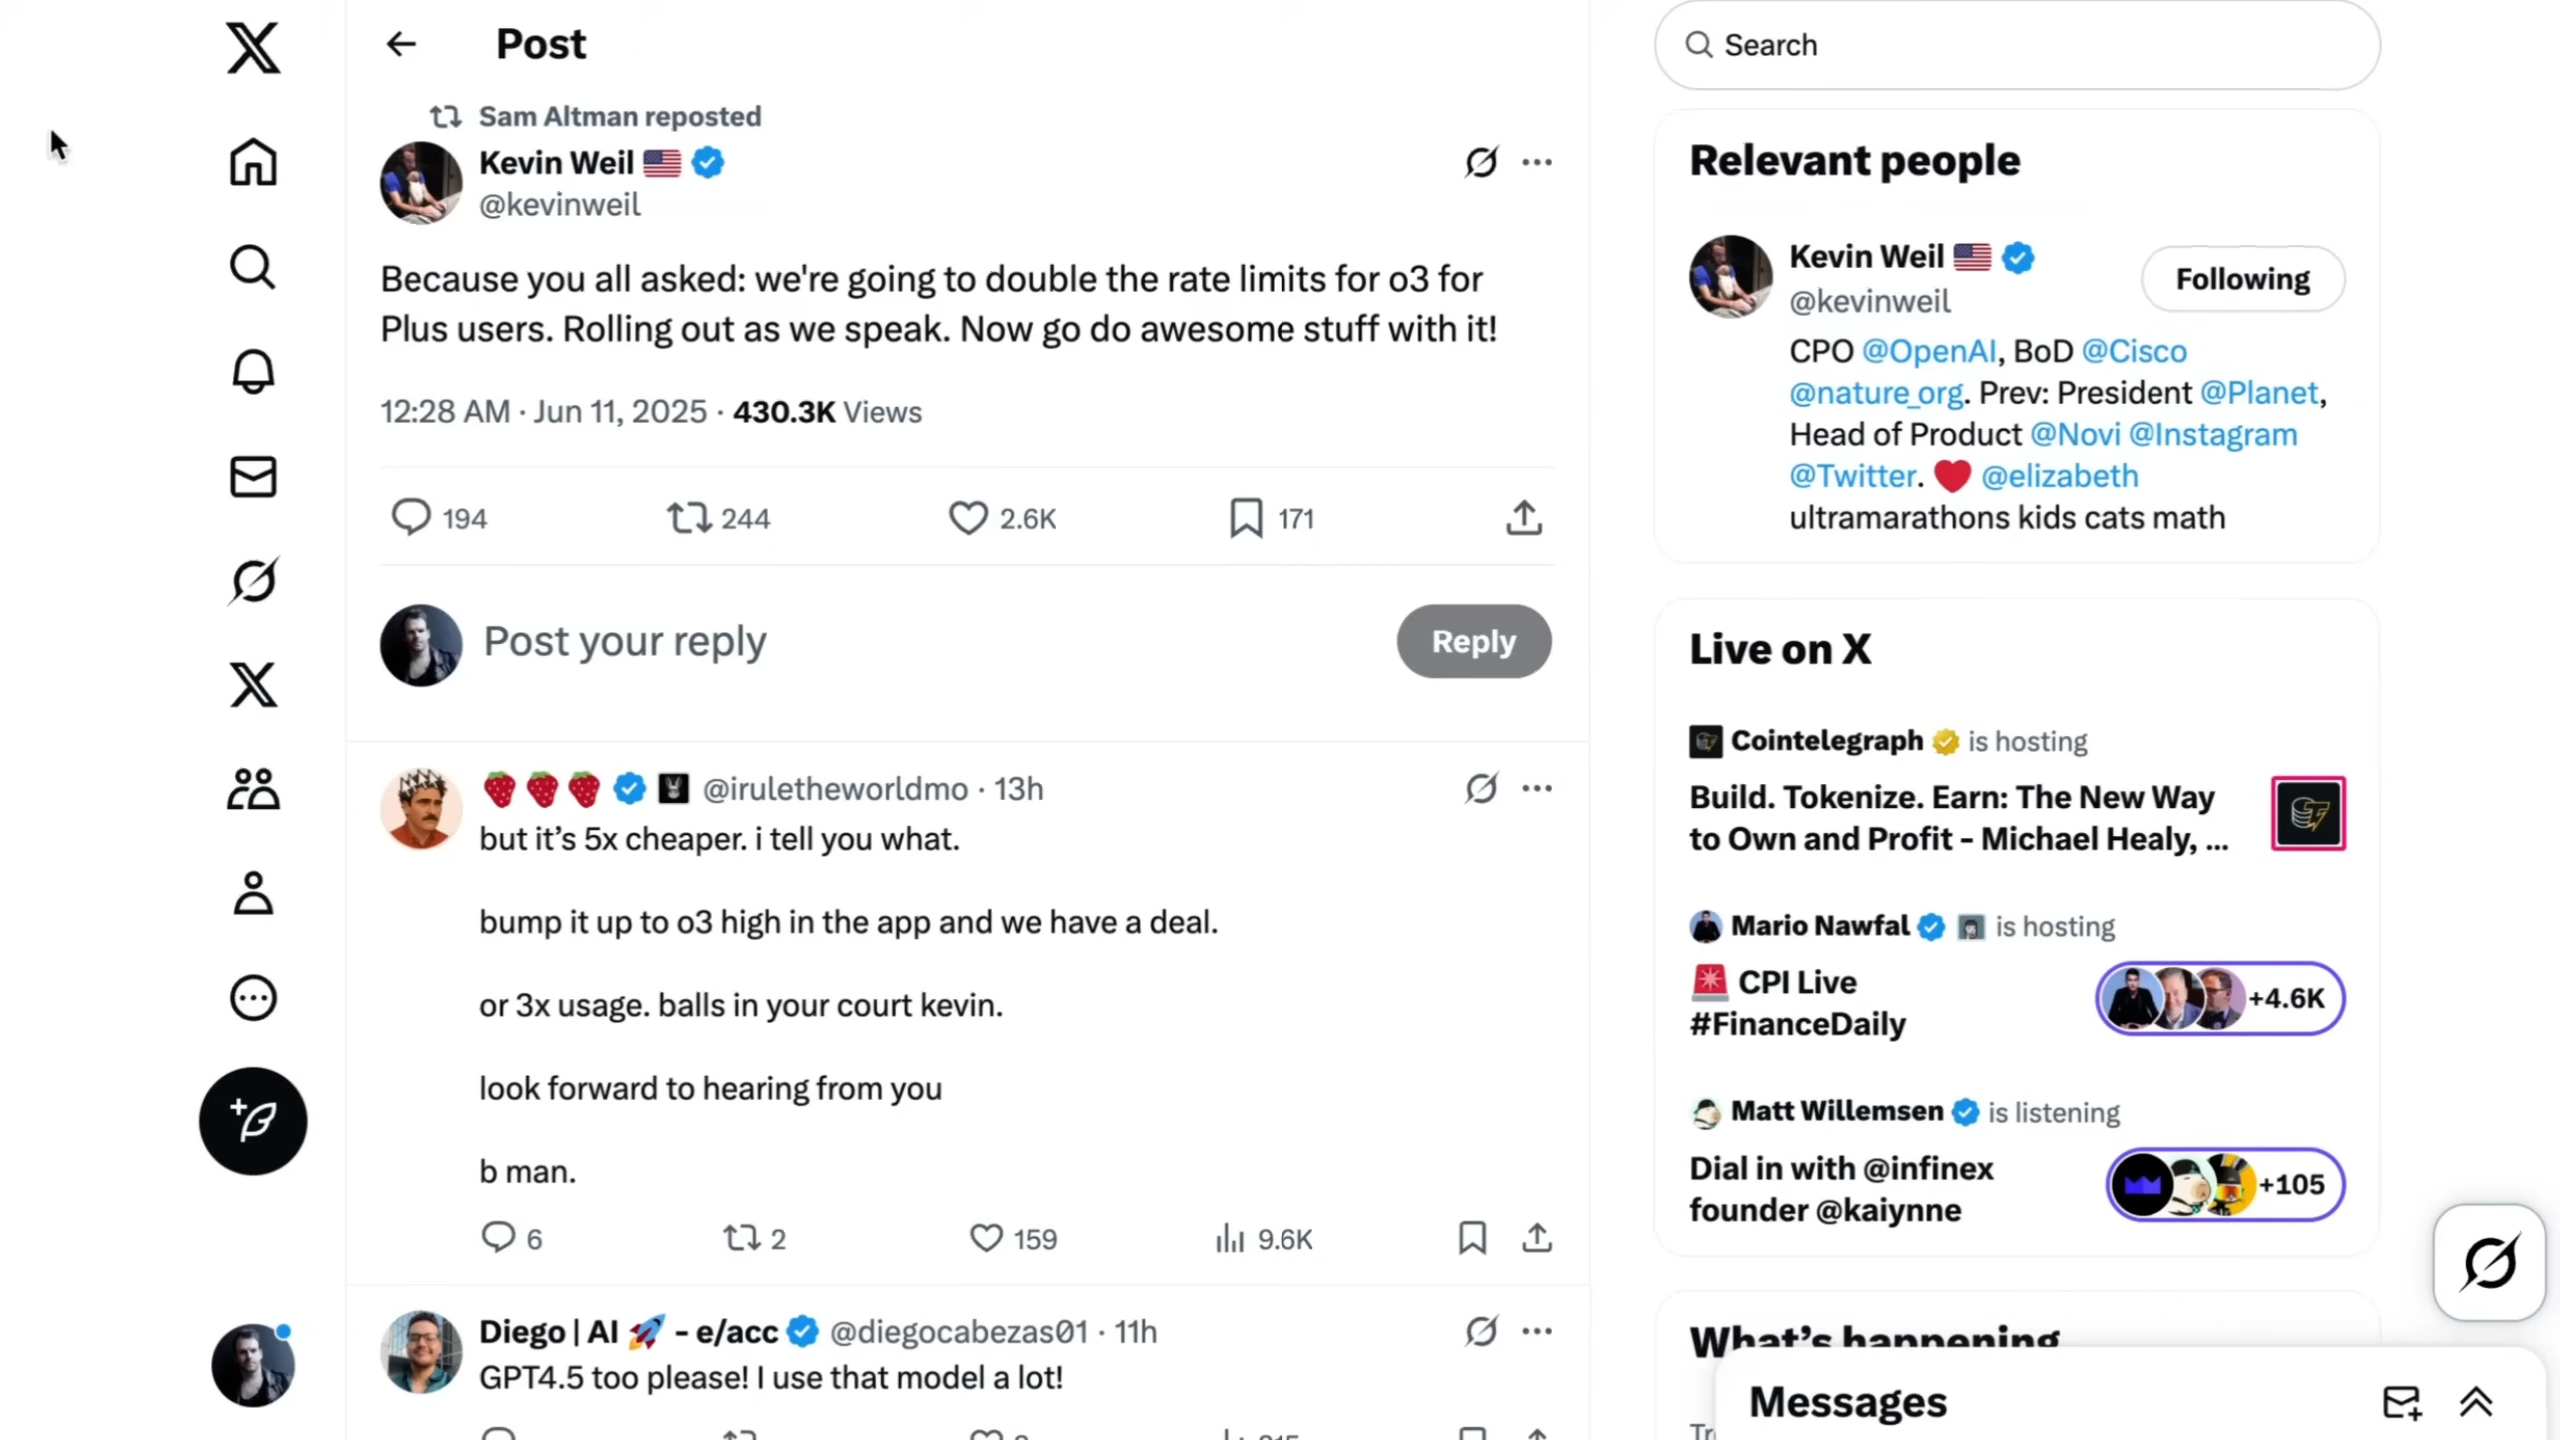 Post
Sam Altman reposted
Kevin Weil
@kevinweil
Because you all asked: we're going to double the rate limits for o3 for
Plus users. Rolling out as we speak. Now go do awesome stuff with it!
12:28 AM · Jun 11, 2025 · 430.3K Views
194 244 2.6K 171
Post your reply
Reply
@iruletheworldmo · 13h
but it’s 5x cheaper. i tell you what.
bump it up to o3 high in the app and we have a deal.
or 3x usage. balls in your court kevin.
look forward to hearing from you
b man.
6 2 159 9.6K
Diego | AI - e/acc @diegocabezas01 · 11h
GPT4.5 too please! I use that model a lot!
Search
Relevant people
Kevin Weil
@kevinweil
Following
CPO @OpenAI, BoD @Cisco
@nature_org. Prev: President @Planet,
Head of Product @Novi @Instagram
@Twitter. @elizabeth
ultramarathons kids cats math
Live on X
Cointelegraph is hosting
Build. Tokenize. Earn: The New Way
to Own and Profit - Michael Healy, ...
Mario Nawfal is hosting
CPI Live
#FinanceDaily
+4.6K
Matt Willemsen is listening
Dial in with @infinex
founder @kaiynne
+105
What’s happening
Messages